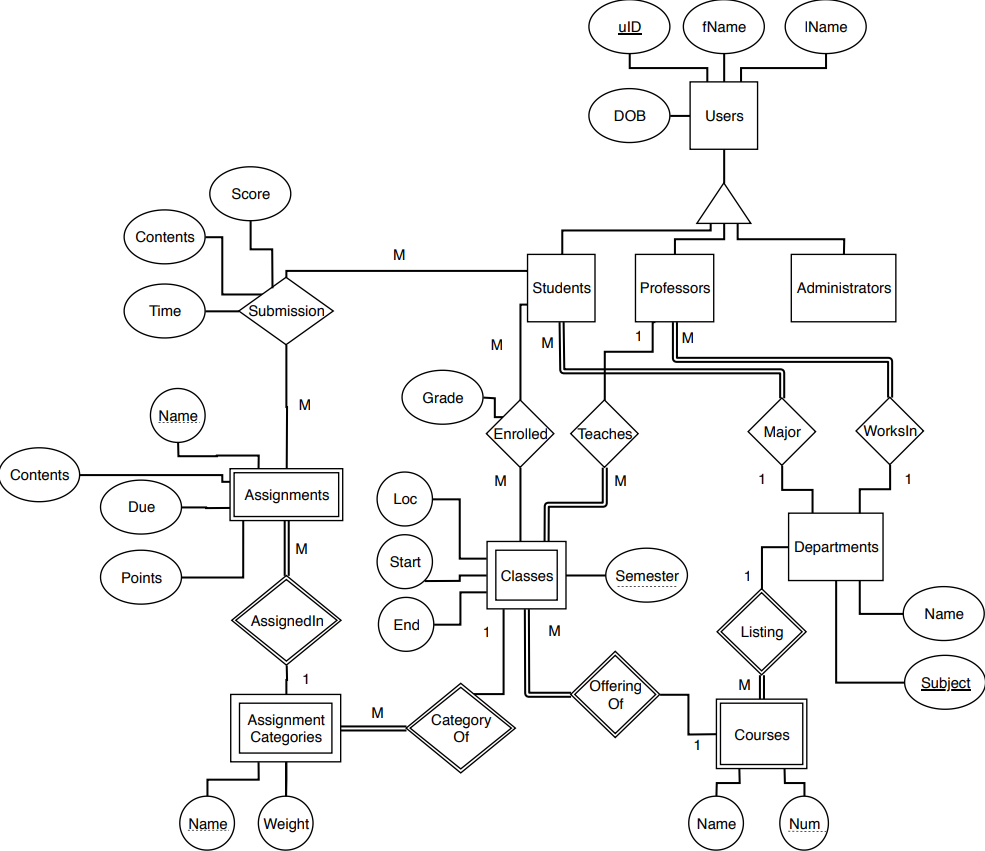 uID
fName
lName
DOB
Users
Score
Contents
Time
Submission
M
Students
Professors
Administrators
M
M
1
M
Grade
Enrolled
Teaches
Major
WorksIn
M
Name
Contents
Assignments
Due
Points
M
M
M
1
1
Loc
Start
End
Classes
Semester
Departments
1
Name
Subject
AssignedIn
1
M
Listing
M
1
Offering
Of
1
Assignment
Categories
M
Category
Of
Courses
Name
Weight
Name
Num